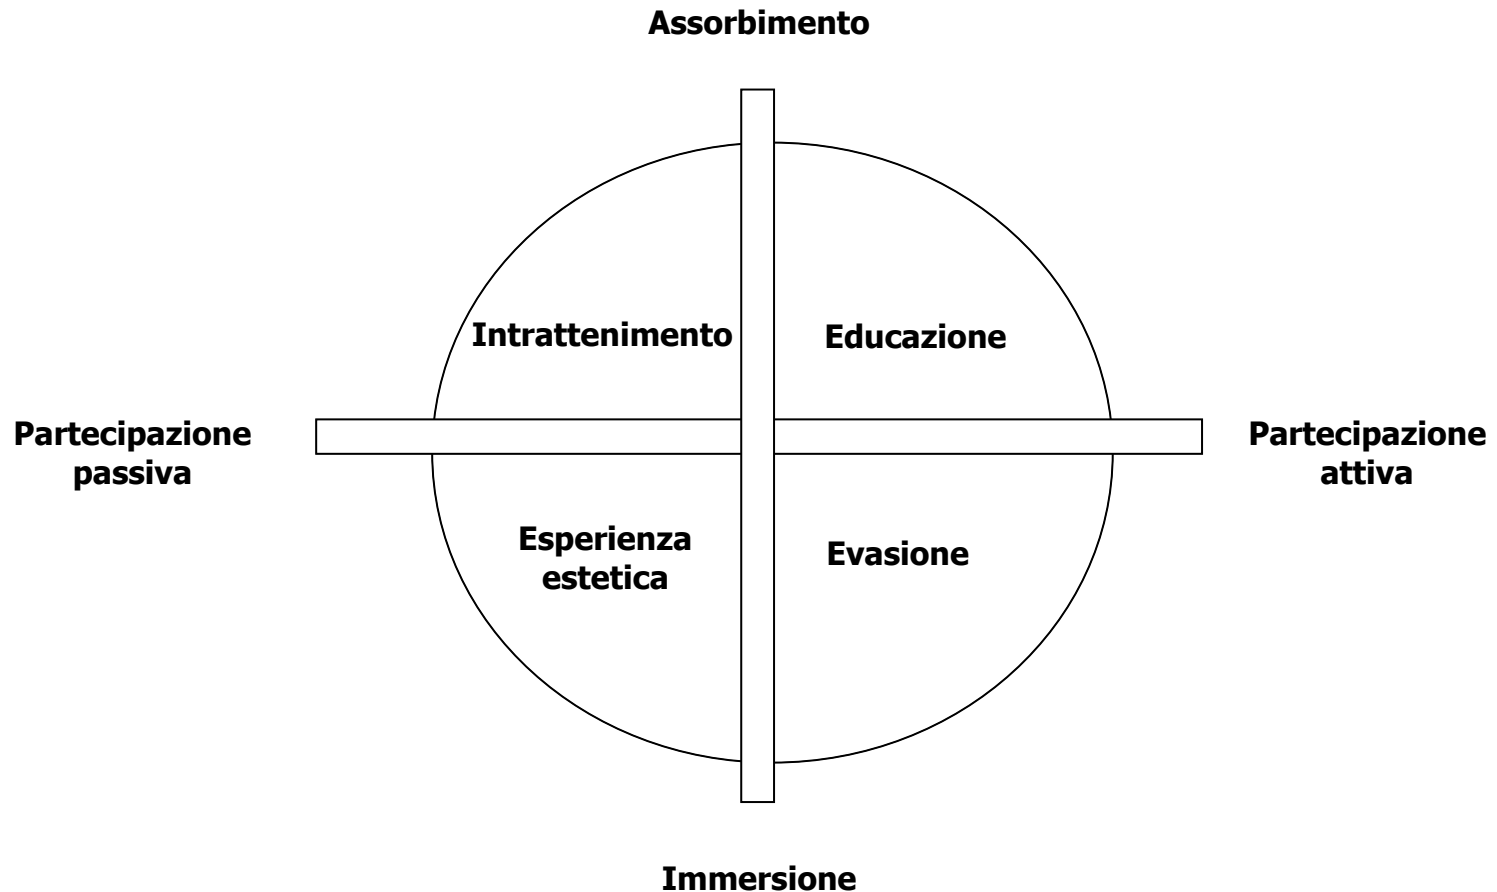 Assorbimento
Intrattenimento
Educazione
Partecipazione
passiva
Partecipazione
attiva
Esperienza
estetica
Evasione
Immersione